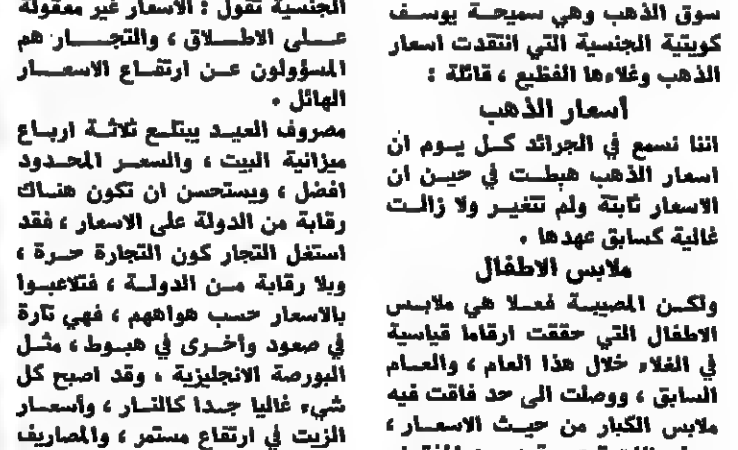 سوق الذهب وهي سميحة يوسف
كويتية الجنسية التي انتقدت اسعار
الذهب وغلاءها الفظيع ، قائلة :
أسعار الذهب
اننا نسمع في الجرائد كل يوم ان
اسعار الذهب هبطت في حين ان
الاسعار ثابتة ولم تتغير ولا زالت
غالية كسابق عهدها .
ملابس الاطفال
ولكن المصيبة فعلا هي ملابس
الاطفال التي حققت ارقاما قياسية
في الغلاء خلال هذا العام ، والعام
السابق ، ووصلت الى حد فاقت فيه
ملابس الكبار من حيث الاسعار ،
الجنسية تقول : الاسعار غير معقولة
على الاطلاق ، والتجار هم
المسؤولون عن ارتفاع الاسعار
الهائل .
مصروف العيد يبتلع ثلاثة ارباع
ميزانية البيت ، والسعر المحدود
افضل ، ويستحسن ان تكون هناك
رقابة من الدولة على الاسعار ، فقد
استغل التجار كون التجارة حرة ،
وبلا رقابة من الدولة ، فتلاعبوا
بالاسعار حسب هواهم ، فهي تارة
في صعود وأخرى في هبوط ، مثل
البورصة الانجليزية ، وقد اصبح كل
شيء غاليا جدا كالنار ، وأسعار
الزيت في ارتفاع مستمر ، والمصاريف